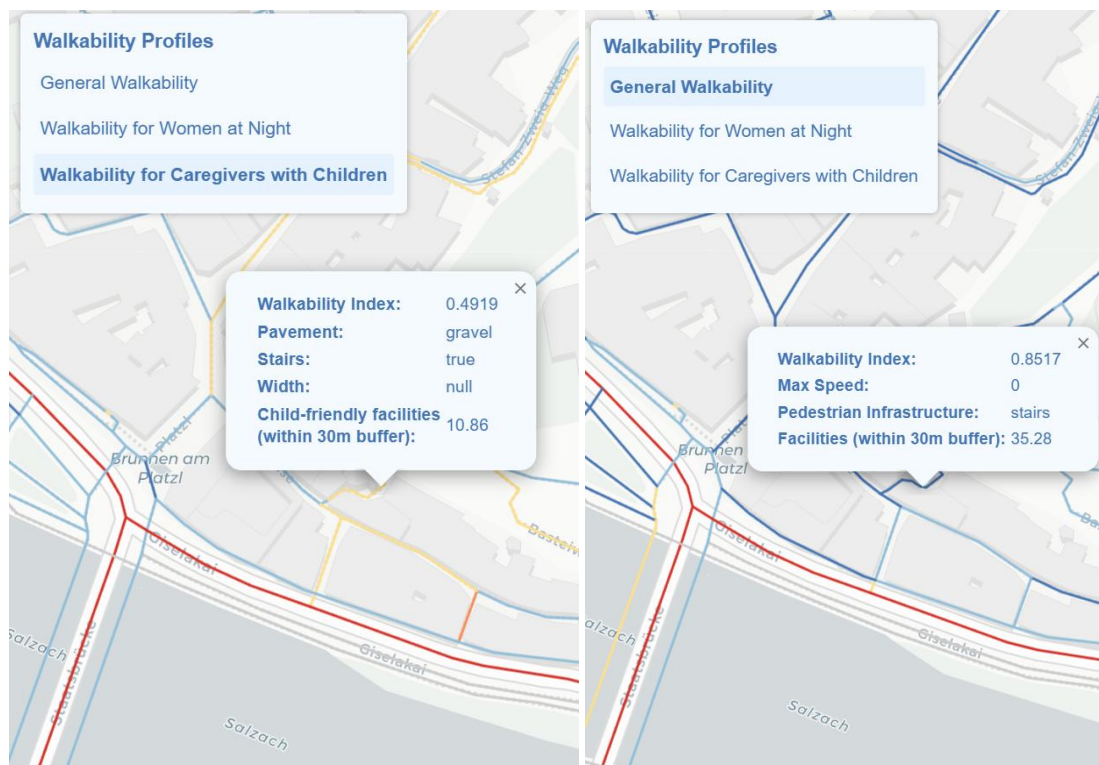 Walkability Profiles
General Walkability
Walkability for Women at Night
Walkability for Caregivers with Children
Stefan-Zweig-Weg
Walkability Index: 0.4919
Pavement: gravel
Stairs: true
Width: null
Child-friendly facilities
(within 30m buffer): 10.86
Platzl
Brunnen am
Platzl
Giselakai
Salzach
Staatsbrücke
Giselakai
Salzach
Walkability Profiles
General Walkability
Walkability for Women at Night
Walkability for Caregivers with Children
Walkability Index: 0.8517
Max Speed: 0
Pedestrian Infrastructure: stairs
Facilities (within 30m buffer): 35.28
Brunnen
Platzl
Giselakai
Staatsbrücke
Giselakai
Salzach